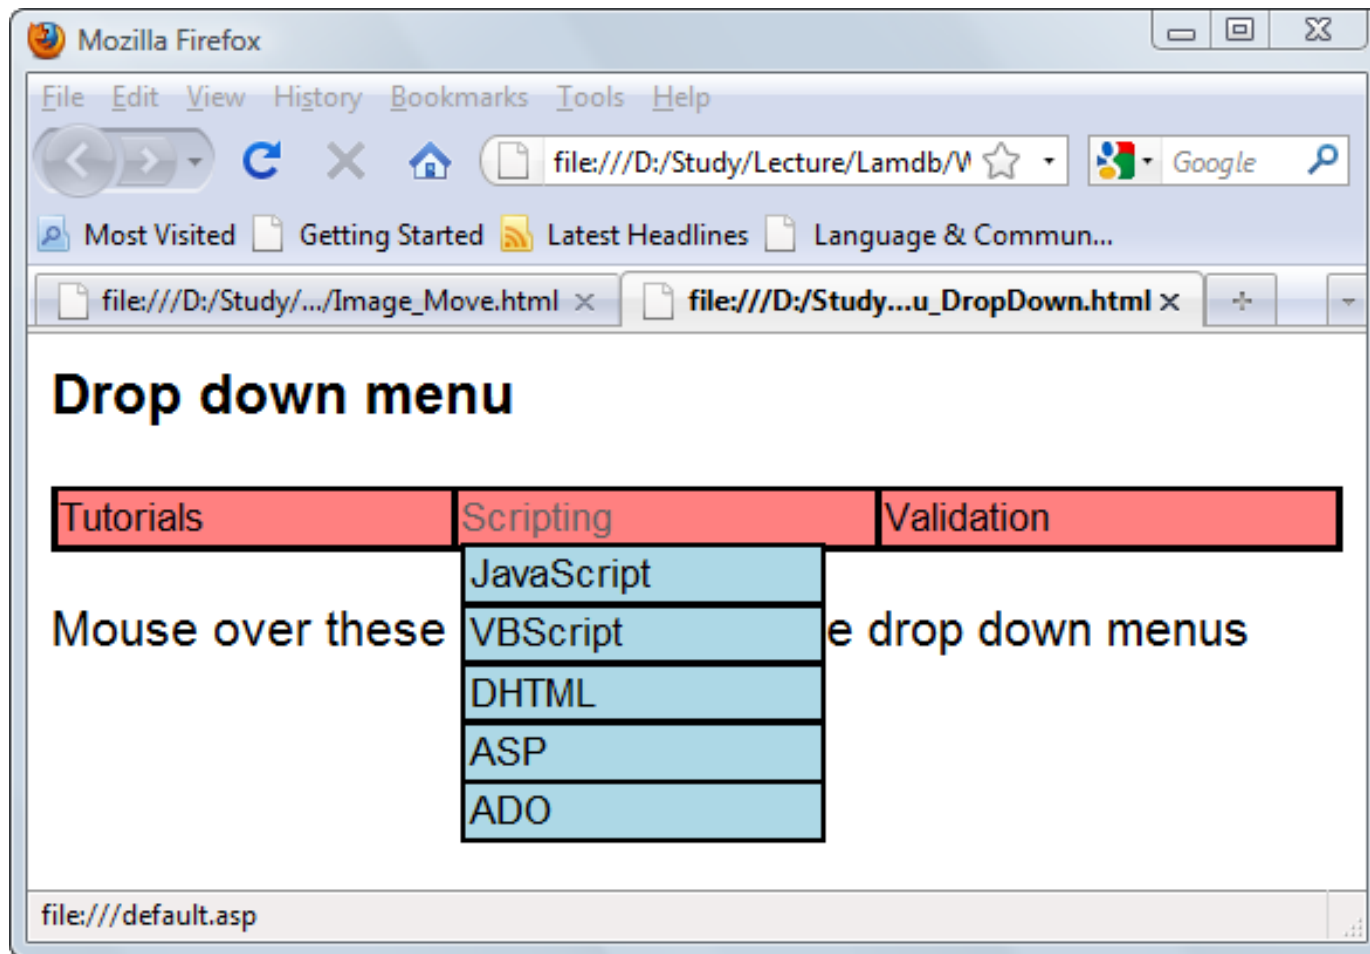 Mozilla Firefox
File Edit View History Bookmarks Tools Help
file:///D:/Study/Lecture/Lamdb/W Google
Most Visited Getting Started Latest Headlines Language & Commun...
file:///D:/Study/.../Image_Move.html file:///D:/Study...u_DropDown.html
Drop down menu
Tutorials Scripting Validation
JavaScript
Mouse over these VBScript e drop down menus
DHTML
ASP
ADO
file:///default.asp